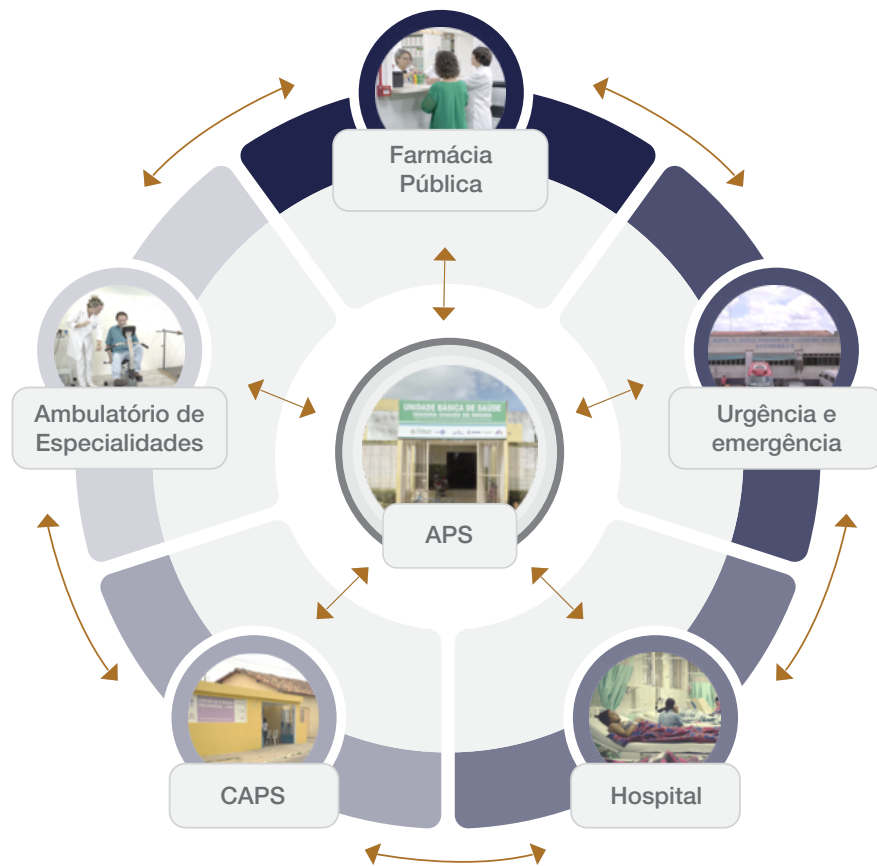 Farmácia
Pública
Ambulatório de
Especialidades
Urgência e
emergência
UNIDADE BÁSICA DE SAÚDE
APS
CAPS
Hospital